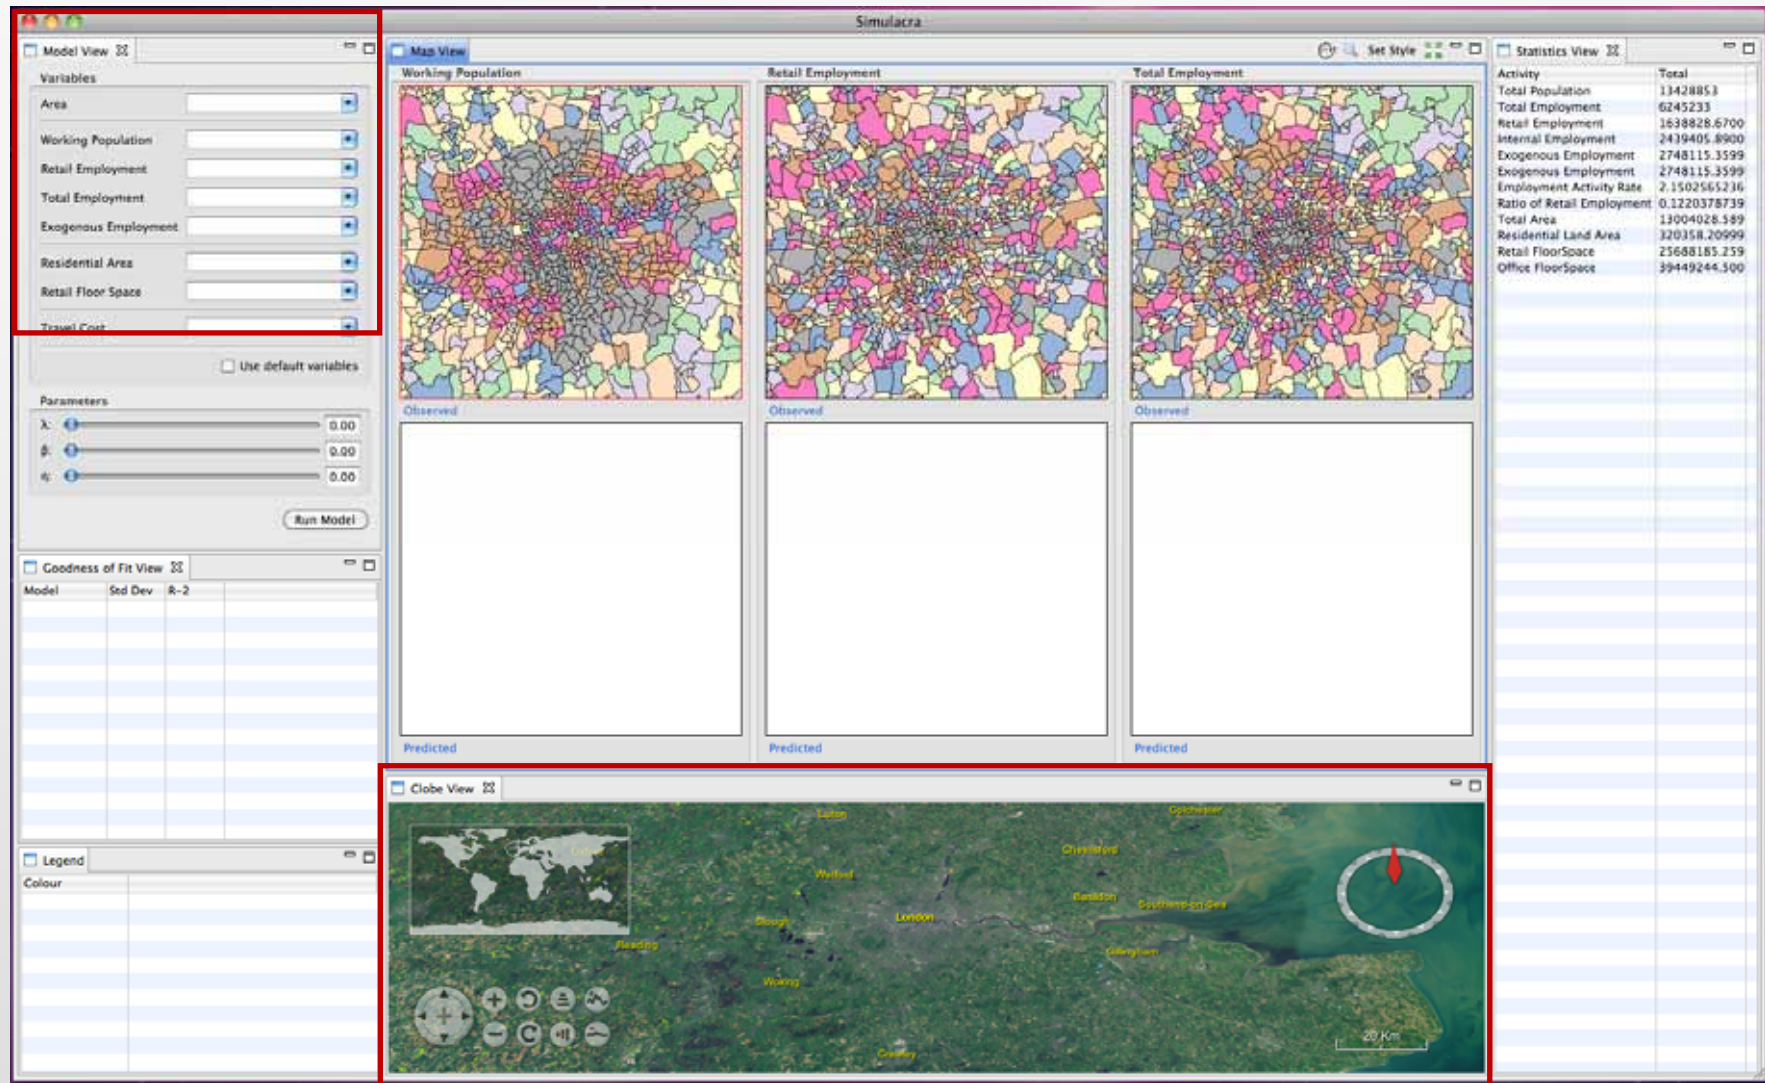 Simulacra
Model View
Variables
Area
Working Population
Retail Employment
Total Employment
Exogenous Employment
Residential Area
Retail Floor Space
Travel Cost
Use default variables
Parameters
λ: 0.00
β: 0.00
0.00
Run Model
Goodness of Fit View
Model Std Dev R-2
Legend
Colour
Map View Set Style
Working Population Retail Employment Total Employment
Observed Observed Observed
Predicted Predicted Predicted
Globe View
Luton Colchester
Chelmsford
Watford
Basildon Southend-on-Sea
Slough London
Reading Gillingham
Woking
Crawley
20 Km
Statistics View
Activity Total
Total Population 13428853
Total Employment 6245233
Retail Employment 1638828.6700
Internal Employment 2439405.8900
Exogenous Employment 2748115.3599
Exogenous Employment 2748115.3599
Employment Activity Rate 2.1502565236
Ratio of Retail Employment 0.1220378739
Total Area 13004028.589
Residential Land Area 320358.20999
Retail FloorSpace 25688185.259
Office FloorSpace 39449244.500